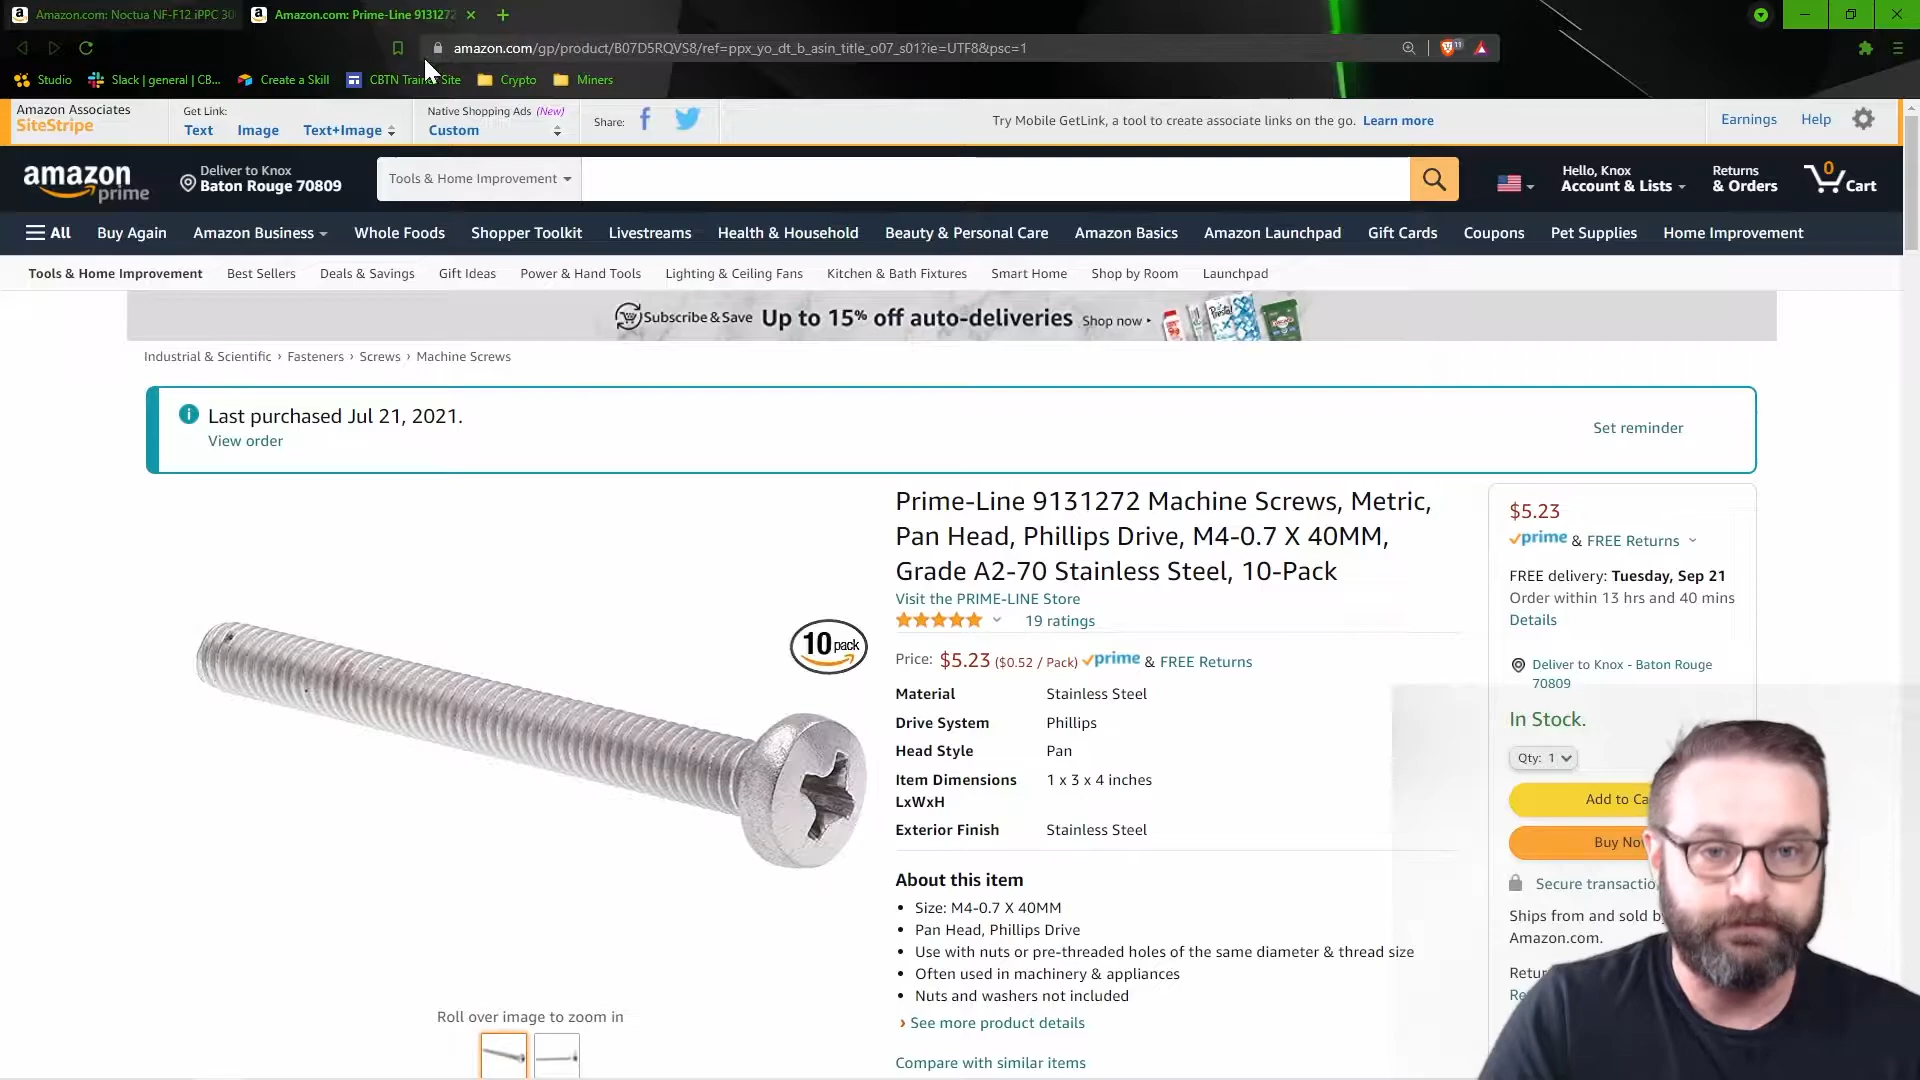 Amazon.com: Noctua NF-F12 iPPC 30
Amazon.com: Prime-Line 9131272
amazon.com/gp/product/B07D5RQVS8/ref=ppx_yo_dt_b_asin_title_o07_s01?ie=UTF8&psc=1
11
Studio
Slack | general | CB...
Create a Skill
CBTN Train Site
Crypto
Miners
Amazon Associates
SiteStripe
Get Link:
Text
Image
Text+Image
Native Shopping Ads (New)
Custom
Share:
Try Mobile GetLink, a tool to create associate links on the go. Learn more
Earnings
Help
amazon
prime
Deliver to Knox
Baton Rouge 70809
Tools & Home Improvement
Hello, Knox
Account & Lists
Returns
& Orders
0
Cart
All
Buy Again
Amazon Business
Whole Foods
Shopper Toolkit
Livestreams
Health & Household
Beauty & Personal Care
Amazon Basics
Amazon Launchpad
Gift Cards
Coupons
Pet Supplies
Home Improvement
Tools & Home Improvement
Best Sellers
Deals & Savings
Gift Ideas
Power & Hand Tools
Lighting & Ceiling Fans
Kitchen & Bath Fixtures
Smart Home
Shop by Room
Launchpad
Subscribe & Save Up to 15% off auto-deliveries Shop now
Industrial & Scientific › Fasteners › Screws › Machine Screws
Last purchased Jul 21, 2021.
View order
Set reminder
10 pack
Roll over image to zoom in
Prime-Line 9131272 Machine Screws, Metric,
Pan Head, Phillips Drive, M4-0.7 X 40MM,
Grade A2-70 Stainless Steel, 10-Pack
Visit the PRIME-LINE Store
19 ratings
Price: $5.23 ($0.52 / Pack) prime & FREE Returns
Material Stainless Steel
Drive System Phillips
Head Style Pan
Item Dimensions 1 x 3 x 4 inches
LxWxH
Exterior Finish Stainless Steel
About this item
• Size: M4-0.7 X 40MM
• Pan Head, Phillips Drive
• Use with nuts or pre-threaded holes of the same diameter & thread size
• Often used in machinery & appliances
• Nuts and washers not included
› See more product details
Compare with similar items
$5.23
prime & FREE Returns
FREE delivery: Tuesday, Sep 21
Order within 13 hrs and 40 mins
Details
Deliver to Knox - Baton Rouge
70809
In Stock.
Qty: 1
Add to Ca
Buy No
Secure transactio
Ships from and sold b
Amazon.com.
Retur
Re